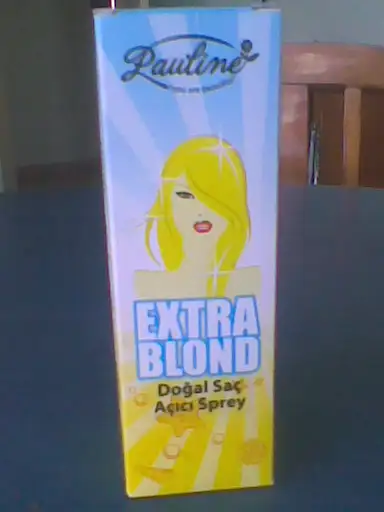 Pauline
EXTRA
BLOND
Doğal Saç
Açıcı Sprey